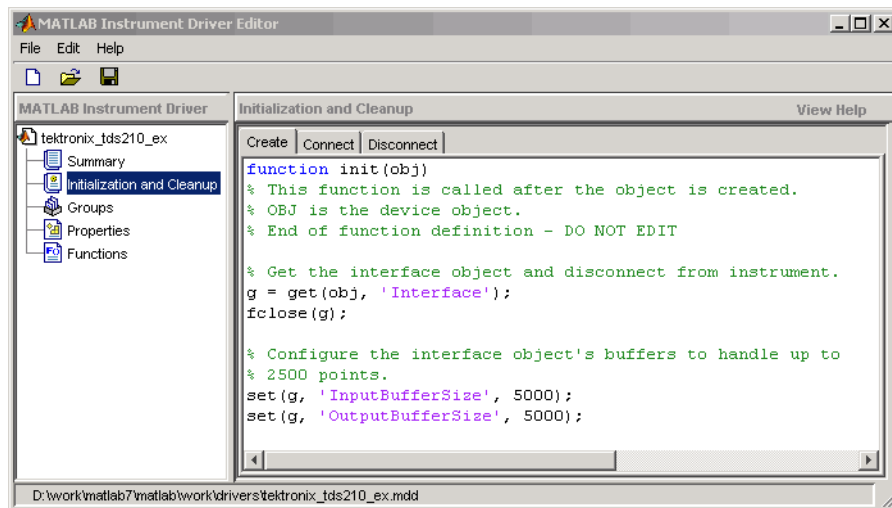 MATLAB Instrument Driver Editor
File Edit Help
MATLAB Instrument Driver
tektronix_tds210_ex
Summary
Initialization and Cleanup
Groups
Properties
Functions
Initialization and Cleanup View Help
Create Connect Disconnect
function init(obj)
% This function is called after the object is created.
% OBJ is the device object.
% End of function definition - DO NOT EDIT
% Get the interface object and disconnect from instrument.
g = get(obj, 'Interface');
fclose(g);
% Configure the interface object's buffers to handle up to
% 2500 points.
set(g, 'InputBufferSize', 5000);
set(g, 'OutputBufferSize', 5000);
D:\work\matlab7\matlab\work\drivers\tektronix_tds210_ex.mdd